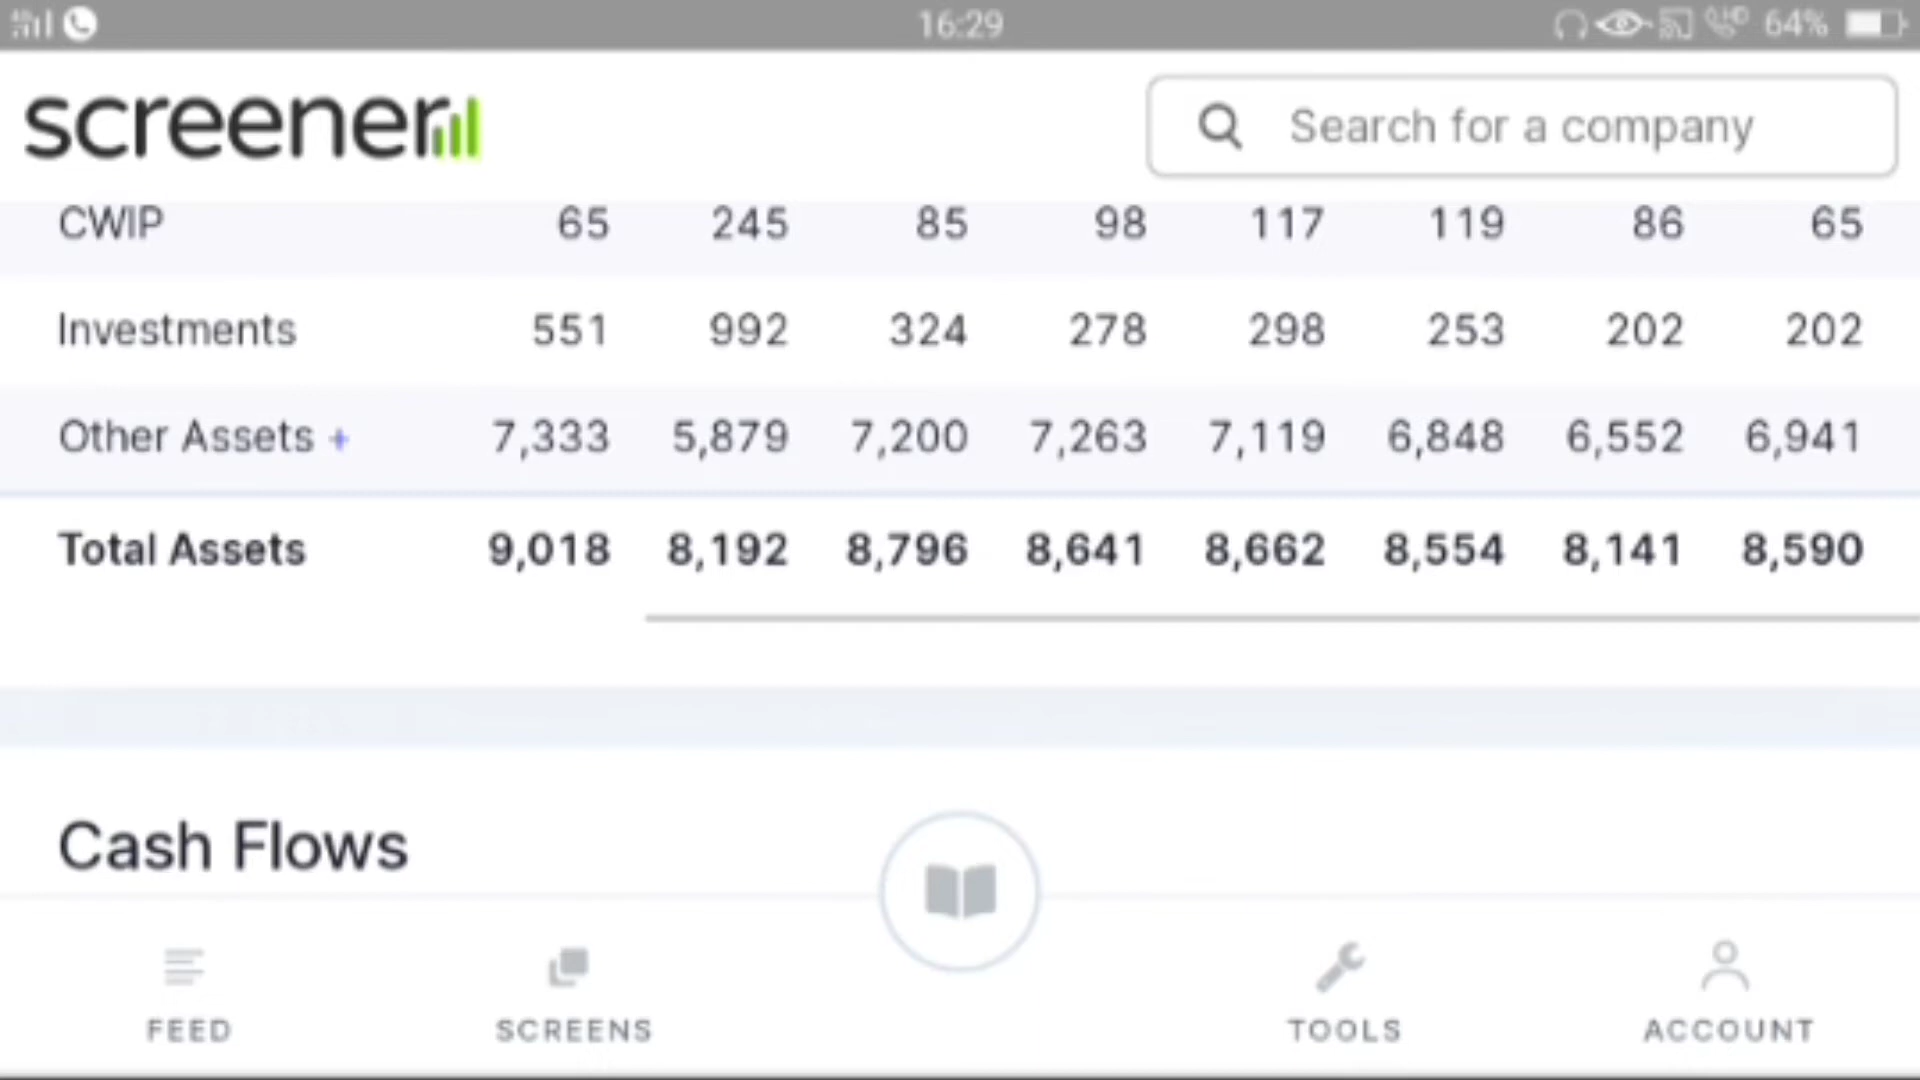 16:29 64%
screener Search for a company
CWIP 65 245 85 98 117 119 86 65
Investments 551 992 324 278 298 253 202 202
Other Assets + 7,333 5,879 7,200 7,263 7,119 6,848 6,552 6,941
Total Assets 9,018 8,192 8,796 8,641 8,662 8,554 8,141 8,590
Cash Flows
FEED SCREENS TOOLS ACCOUNT